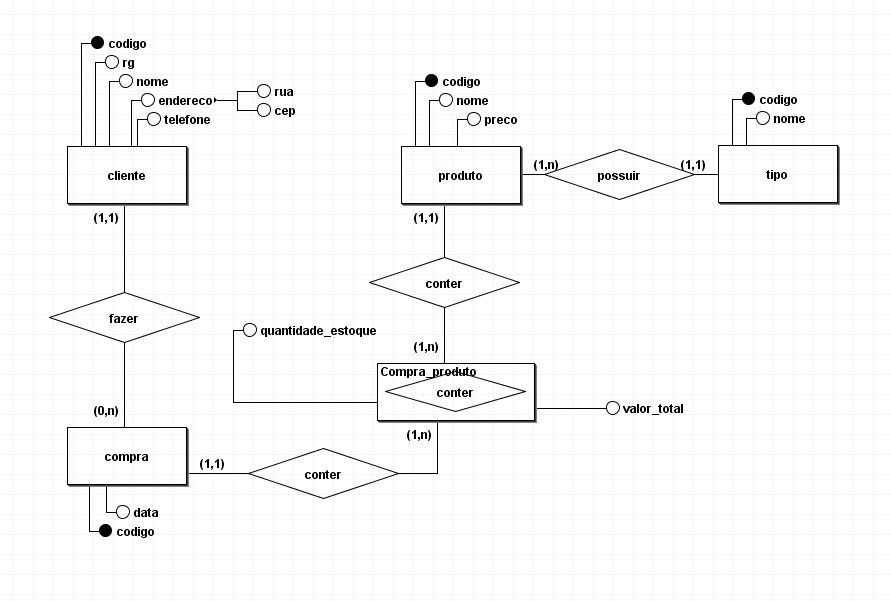 codigo
rg
nome
endereco
telefone
rua
cep
cliente
codigo
nome
preco
produto
(1,n)
possuir
(1,1)
codigo
nome
tipo
(1,1)
(1,1)
conter
fazer
quantidade_estoque
(1,n)
Compra_produto
conter
valor_total
(0,n)
(1,n)
compra
(1,1)
conter
data
codigo